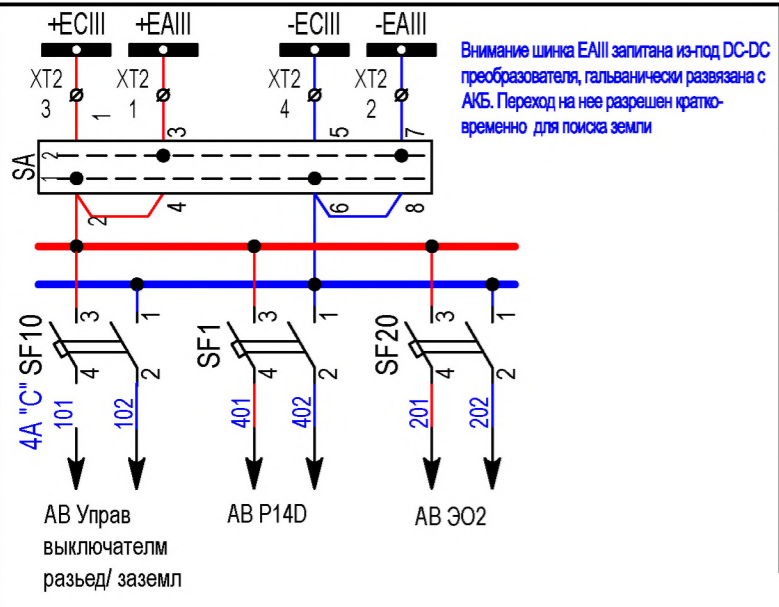 +ECIII +EAIII -ECIII -EAIII
Внимание шинка EAIII запитана из-под DC-DC
преобразователя, гальванически развязана с
АКБ. Переход на нее разрешен кратко-
временно для поиска земли
XT2 XT2 XT2 XT2
3 1 4 2
1 3 5 7
SA
2
1
2 4 6 8
SF10 3 1 4 2
SF1 3 1 4 2
SF20 3 1 4 2
4A "C"
101 102 401 402 201 202
АВ Управ
выключателм
разьед/ заземл
АВ P14D
АВ ЭО2